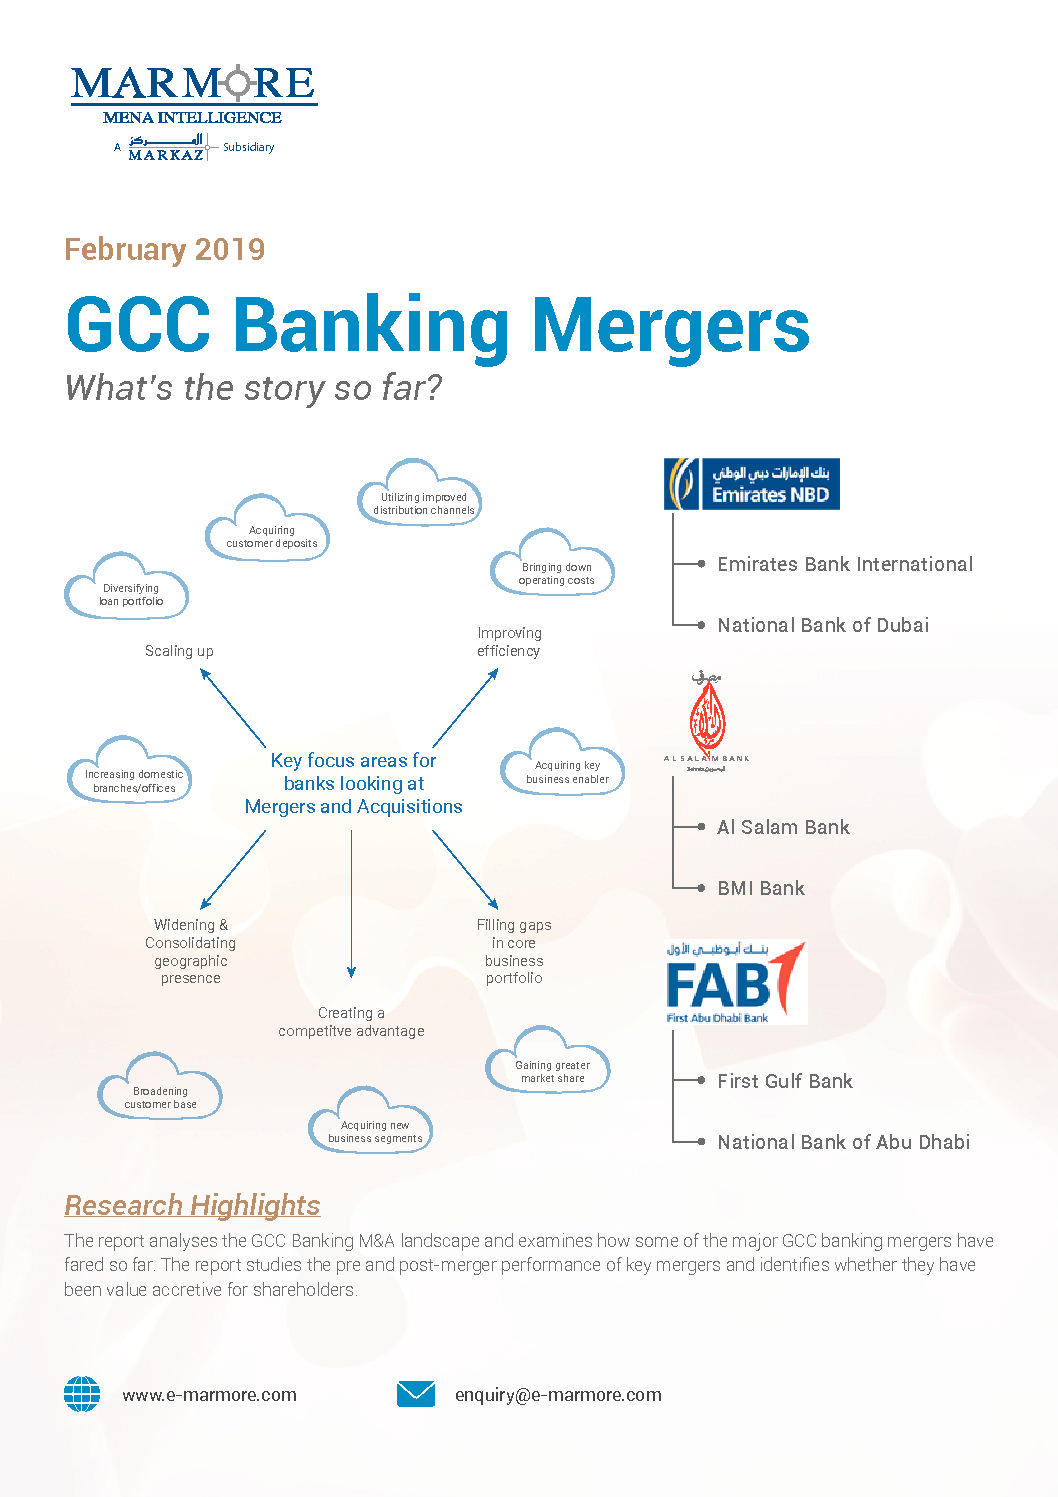 MARMORE
MENA INTELLIGENCE
A المركز MARKAZ Subsidiary
February 2019
GCC Banking Mergers
What's the story so far?
Utilizing improved
distribution channels
Acquiring
customer deposits
Bringing down
operating costs
Diversifying
loan portfolio
Improving
efficiency
Scaling up
Key focus areas for
banks looking at
Mergers and Acquisitions
Increasing domestic
branches/offices
Acquiring key
business enabler
Widening &
Consolidating
geographic
presence
Filling gaps
in core
business
portfolio
Creating a
competitve advantage
Gaining greater
market share
Broadening
customer base
Acquiring new
business segments
بنك الإمارات دبي الوطني
Emirates NBD
Emirates Bank International
National Bank of Dubai
مصرف
AL SALAM BANK
Al Salam Bank
BMI Bank
بنك أبوظبي الأول
FAB
First Abu Dhabi Bank
First Gulf Bank
National Bank of Abu Dhabi
Research Highlights
The report analyses the GCC Banking M&A landscape and examines how some of the major GCC banking mergers have
fared so far. The report studies the pre and post-merger performance of key mergers and identifies whether they have
been value accretive for shareholders.
www.e-marmore.com
enquiry@e-marmore.com